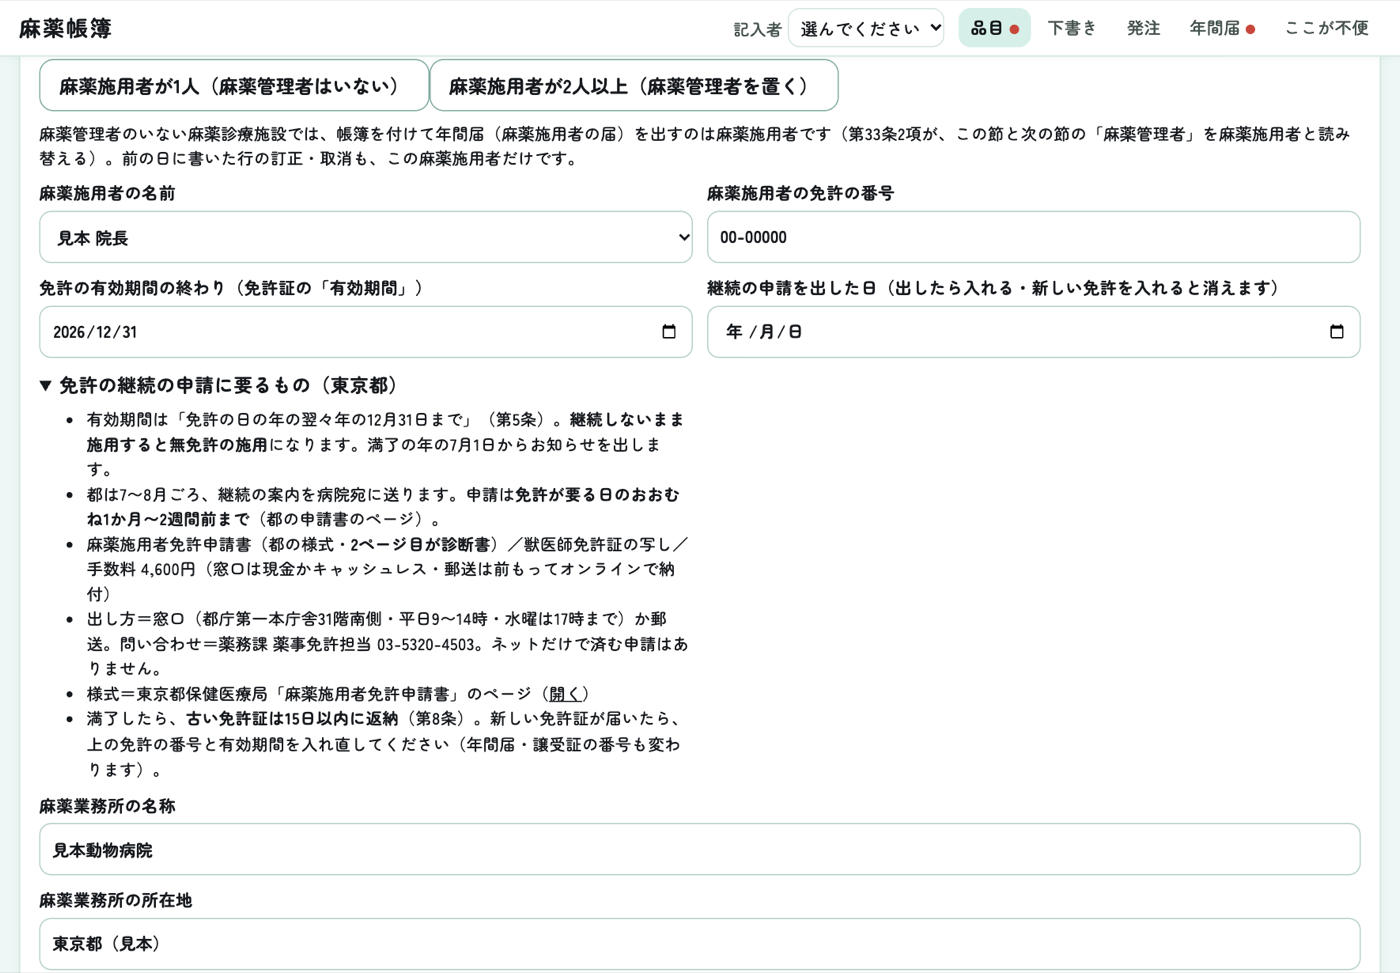 麻薬帳簿
記入者 選んでください 品目 下書き 発注 年間届 ここが不便
麻薬施用者が1人（麻薬管理者はいない） 麻薬施用者が2人以上（麻薬管理者を置く）
麻薬管理者のいない麻薬診療施設では、帳簿を付けて年間届（麻薬施用者の届）を出すのは麻薬施用者です（第33条2項が、この節と次の節の「麻薬管理者」を麻薬施用者と読み
替える）。前の日に書いた行の訂正・取消も、この麻薬施用者だけです。
麻薬施用者の名前 麻薬施用者の免許の番号
見本 院長 00-00000
免許の有効期間の終わり（免許証の「有効期間」） 継続の申請を出した日（出したら入れる・新しい免許を入れると消えます）
2026/12/31 年 /月/日
▼ 免許の継続の申請に要るもの（東京都）
• 有効期間は「免許の日の年の翌々年の12月31日まで」（第5条）。継続しないまま
施用すると無免許の施用になります。満了の年の7月1日からお知らせを出しま
す。
• 都は7〜8月ごろ、継続の案内を病院宛に送ります。申請は免許が要る日のおおむ
ね1か月〜2週間前まで（都の申請書のページ）。
• 麻薬施用者免許申請書（都の様式・2ページ目が診断書）／獣医師免許証の写し／
手数料 4,600円（窓口は現金かキャッシュレス・郵送は前もってオンラインで納
付）
• 出し方＝窓口（都庁第一本庁舎31階南側・平日9〜14時・水曜は17時まで）か郵
送。問い合わせ＝薬務課 薬事免許担当 03-5320-4503。ネットだけで済む申請はあ
りません。
• 様式＝東京都保健医療局「麻薬施用者免許申請書」のページ（開く）
• 満了したら、古い免許証は15日以内に返納（第8条）。新しい免許証が届いたら、
上の免許の番号と有効期間を入れ直してください（年間届・譲受証の番号も変わ
ります）。
麻薬業務所の名称
見本動物病院
麻薬業務所の所在地
東京都（見本）